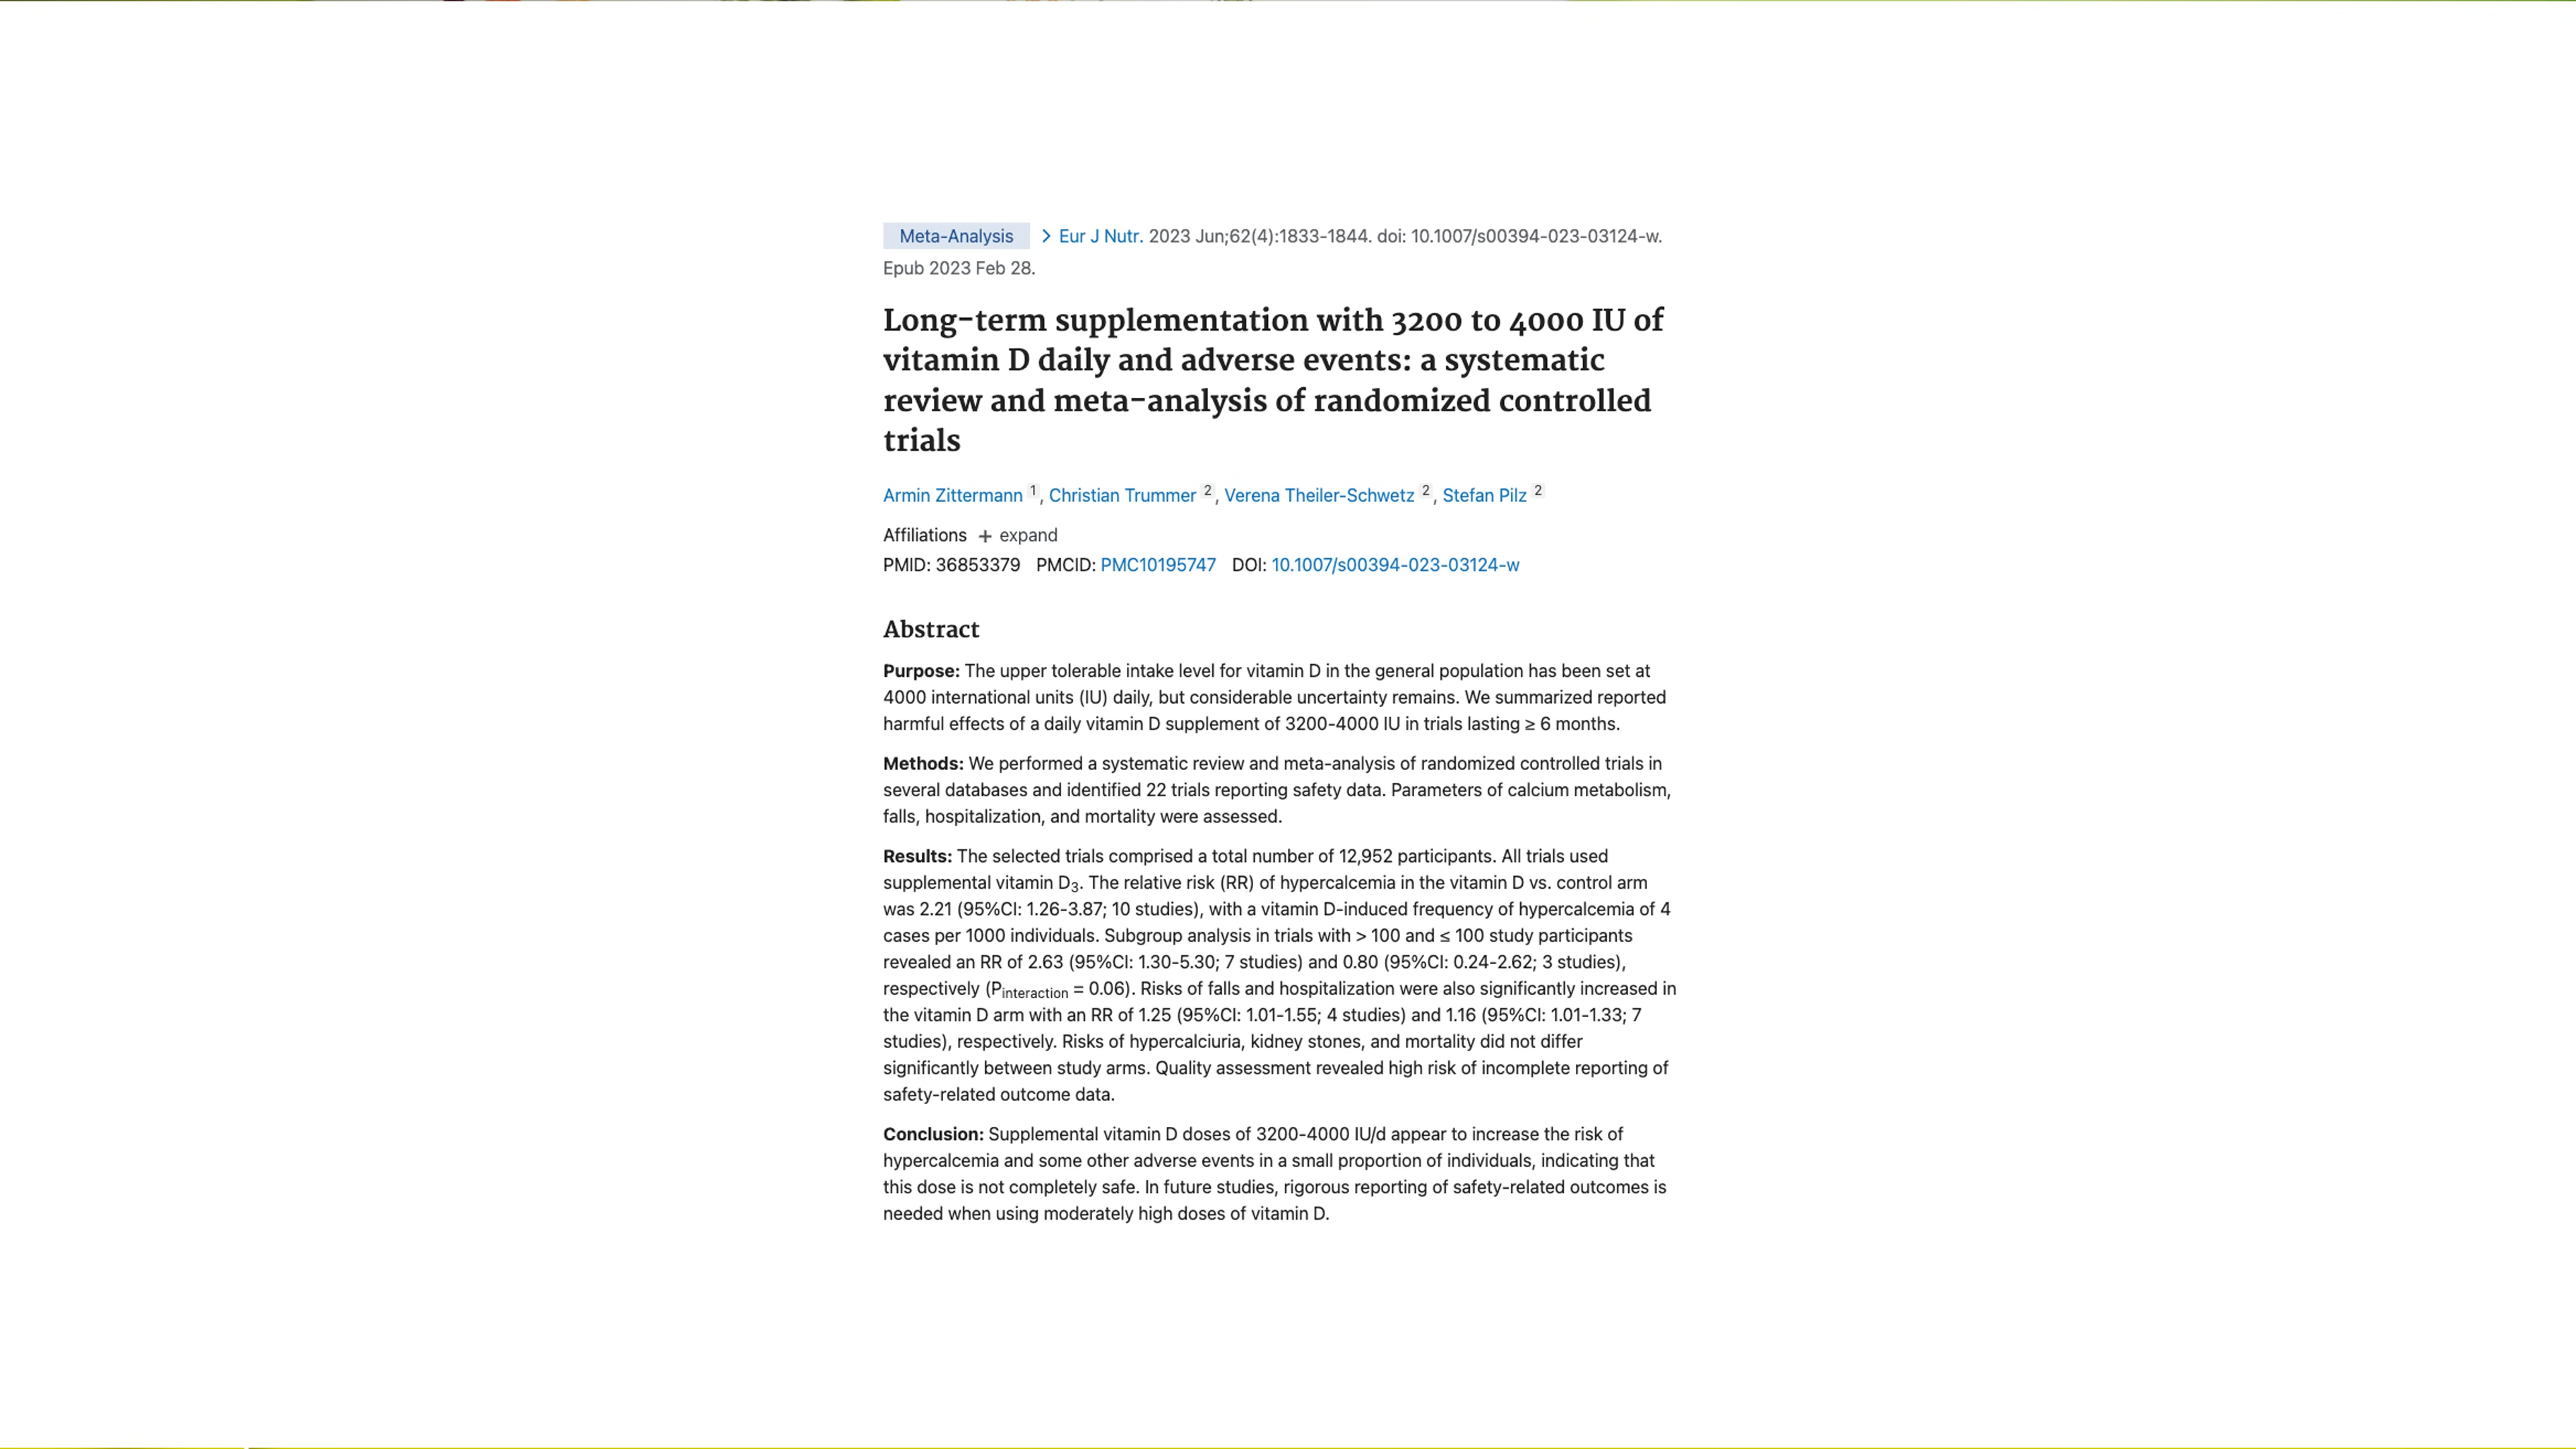 Meta-Analysis > Eur J Nutr. 2023 Jun;62(4):1833-1844. doi: 10.1007/s00394-023-03124-w.
Epub 2023 Feb 28.
Long-term supplementation with 3200 to 4000 IU of
vitamin D daily and adverse events: a systematic
review and meta-analysis of randomized controlled
trials
Armin Zittermann 1, Christian Trummer 2, Verena Theiler-Schwetz 2, Stefan Pilz 2
Affiliations + expand
PMID: 36853379 PMCID: PMC10195747 DOI: 10.1007/s00394-023-03124-w
Abstract
Purpose: The upper tolerable intake level for vitamin D in the general population has been set at
4000 international units (IU) daily, but considerable uncertainty remains. We summarized reported
harmful effects of a daily vitamin D supplement of 3200-4000 IU in trials lasting ≥ 6 months.
Methods: We performed a systematic review and meta-analysis of randomized controlled trials in
several databases and identified 22 trials reporting safety data. Parameters of calcium metabolism,
falls, hospitalization, and mortality were assessed.
Results: The selected trials comprised a total number of 12,952 participants. All trials used
supplemental vitamin D3. The relative risk (RR) of hypercalcemia in the vitamin D vs. control arm
was 2.21 (95%CI: 1.26-3.87; 10 studies), with a vitamin D-induced frequency of hypercalcemia of 4
cases per 1000 individuals. Subgroup analysis in trials with > 100 and ≤ 100 study participants
revealed an RR of 2.63 (95%CI: 1.30-5.30; 7 studies) and 0.80 (95%CI: 0.24-2.62; 3 studies),
respectively (Pinteraction = 0.06). Risks of falls and hospitalization were also significantly increased in
the vitamin D arm with an RR of 1.25 (95%CI: 1.01-1.55; 4 studies) and 1.16 (95%CI: 1.01-1.33; 7
studies), respectively. Risks of hypercalciuria, kidney stones, and mortality did not differ
significantly between study arms. Quality assessment revealed high risk of incomplete reporting of
safety-related outcome data.
Conclusion: Supplemental vitamin D doses of 3200-4000 IU/d appear to increase the risk of
hypercalcemia and some other adverse events in a small proportion of individuals, indicating that
this dose is not completely safe. In future studies, rigorous reporting of safety-related outcomes is
needed when using moderately high doses of vitamin D.